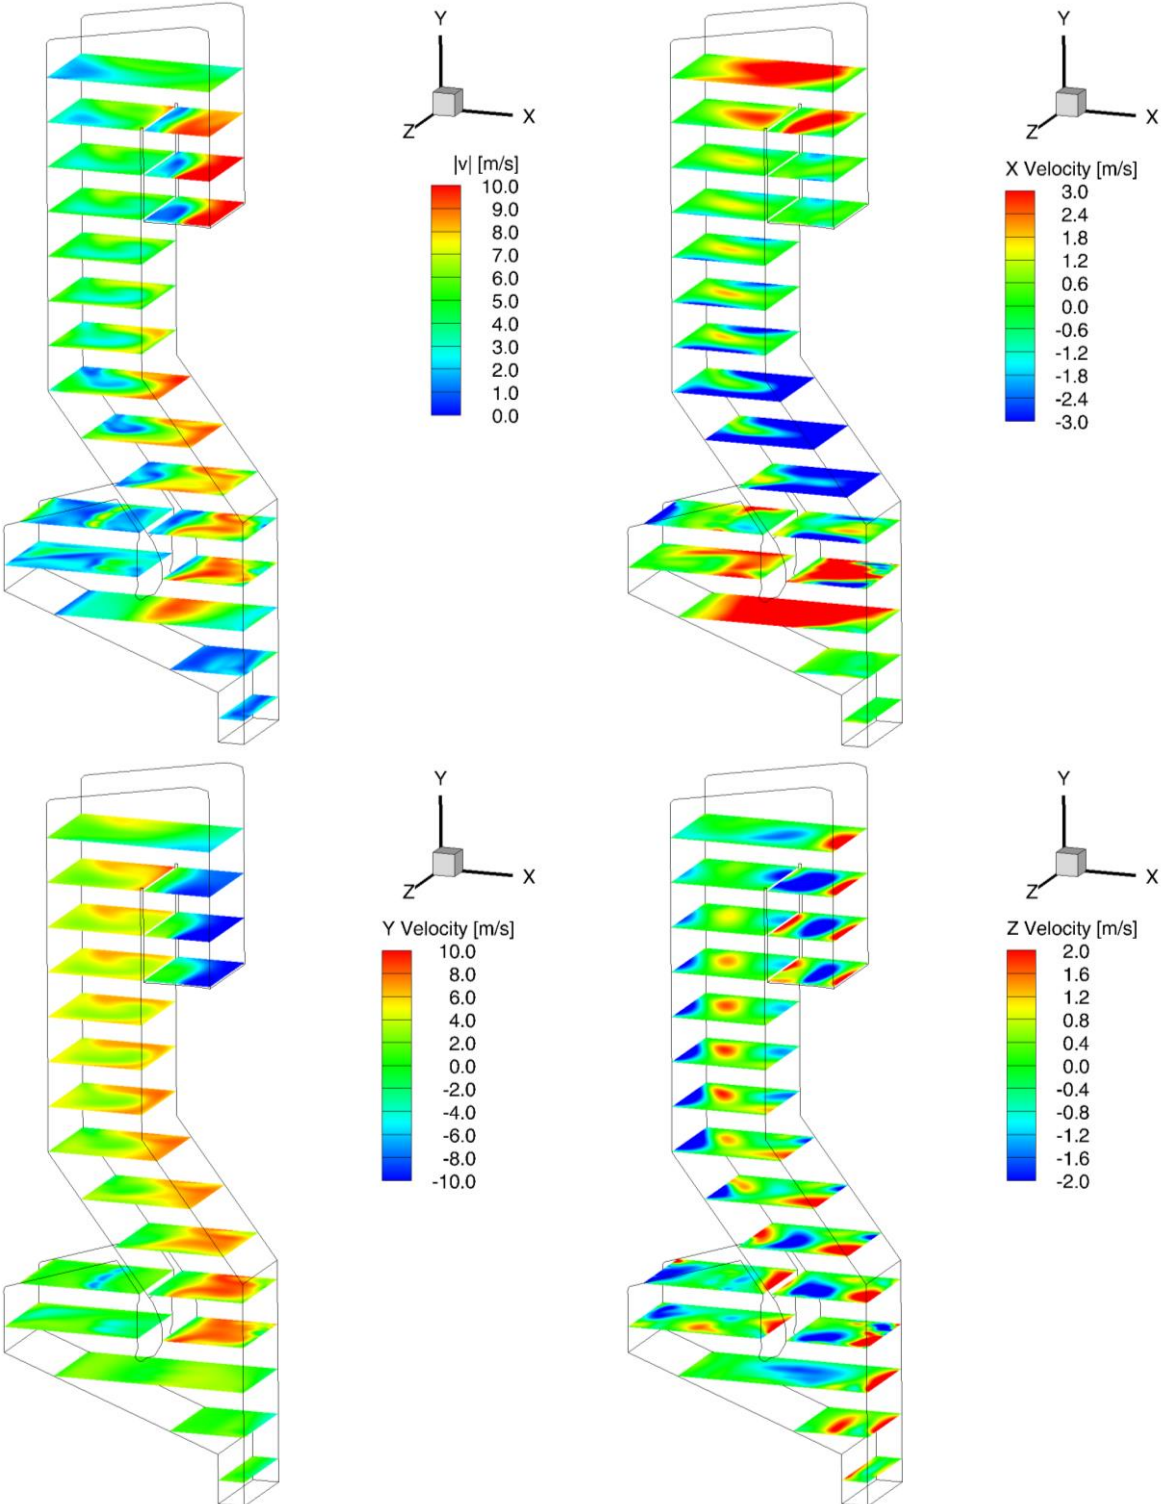 Y
X
Z
|v| [m/s]
10.0
9.0
8.0
7.0
6.0
5.0
4.0
3.0
2.0
1.0
0.0
Y
X
Z
X Velocity [m/s]
3.0
2.4
1.8
1.2
0.6
0.0
-0.6
-1.2
-1.8
-2.4
-3.0
Y
X
Z
Y Velocity [m/s]
10.0
8.0
6.0
4.0
2.0
0.0
-2.0
-4.0
-6.0
-8.0
-10.0
Y
X
Z
Z Velocity [m/s]
2.0
1.6
1.2
0.8
0.4
0.0
-0.4
-0.8
-1.2
-1.6
-2.0